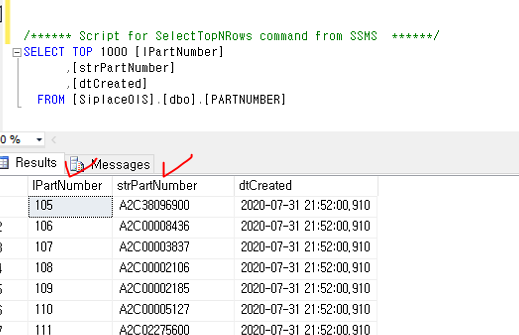 /****** Script for SelectTopNRows command from SSMS  ******/
SELECT TOP 1000 [lPartNumber]
      ,[strPartNumber]
      ,[dtCreated]
  FROM [SiplaceOIS].[dbo].[PARTNUMBER]
0 %
Results Messages
lPartNumber strPartNumber dtCreated
105 A2C38096900 2020-07-31 21:52:00,910
2 106 A2C00008436 2020-07-31 21:52:00,910
3 107 A2C00003837 2020-07-31 21:52:00,910
4 108 A2C00002106 2020-07-31 21:52:00,910
5 109 A2C00002185 2020-07-31 21:52:00,910
6 110 A2C00005127 2020-07-31 21:52:00,910
7 111 A2C02275600 2020-07-31 21:52:00,910